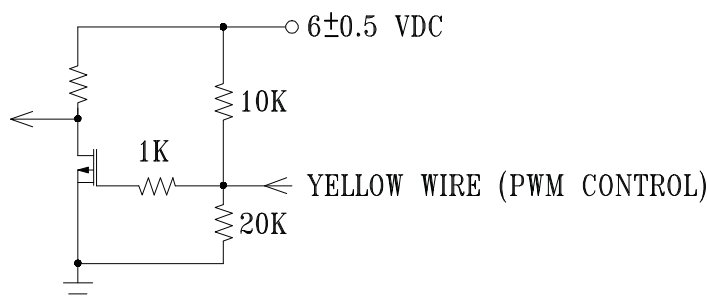 6±0.5 VDC
10K
1K
YELLOW WIRE (PWM CONTROL)
20K